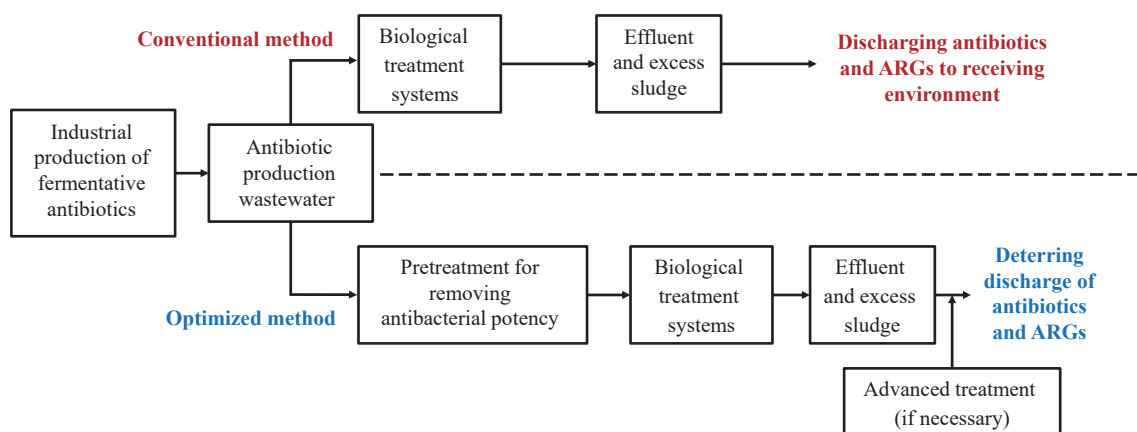 Conventional method
Biological
treatment
systems
Effluent
and excess
sludge
Discharging antibiotics
and ARGs to receiving
environment
Industrial
production of
fermentative
antibiotics
Antibiotic
production
wastewater
Optimized method
Pretreatment for
removing
antibacterial potency
Biological
treatment
systems
Effluent
and excess
sludge
Deterring
discharge of
antibiotics
and ARGs
Advanced treatment
(if necessary)